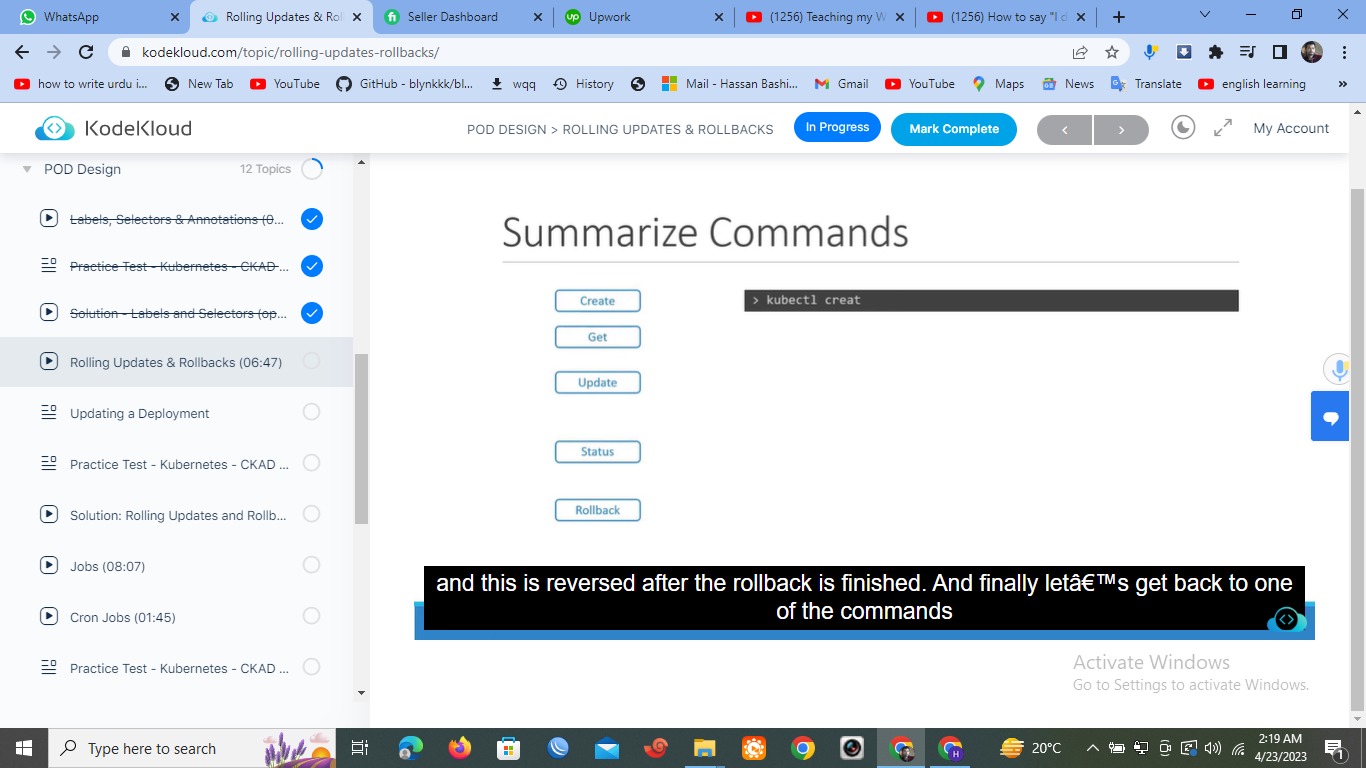 WhatsApp
Rolling Updates & Rol
Seller Dashboard
Upwork
(1256) Teaching my W
(1256) How to say "I d
kodekloud.com/topic/rolling-updates-rollbacks/
how to write urdu i...
New Tab
YouTube
GitHub - blynkkk/bl...
wqq
History
Mail - Hassan Bashi...
Gmail
YouTube
Maps
News
Translate
english learning
»
KodeKloud
POD DESIGN > ROLLING UPDATES & ROLLBACKS
In Progress
Mark Complete
My Account
POD Design
12 Topics
Labels, Selectors & Annotations (0...
Practice Test - Kubernetes - CKAD ...
Solution - Labels and Selectors (op...
Rolling Updates & Rollbacks (06:47)
Updating a Deployment
Practice Test - Kubernetes - CKAD ...
Solution: Rolling Updates and Rollb...
Jobs (08:07)
Cron Jobs (01:45)
Practice Test - Kubernetes - CKAD ...
Summarize Commands
Create
> kubectl creat
Get
Update
Status
Rollback
and this is reversed after the rollback is finished. And finally letâ€™s get back to one
of the commands
Activate Windows
Go to Settings to activate Windows.
Type here to search
20°C
2:19 AM
4/23/2023
1